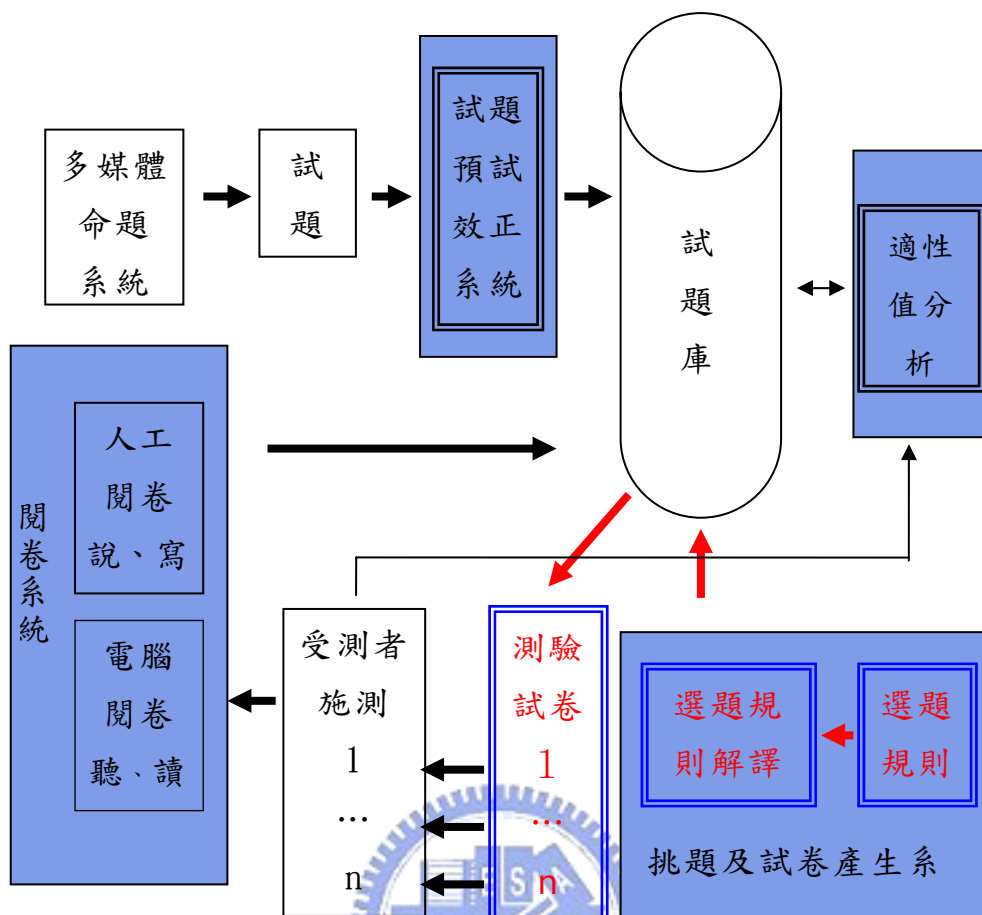 多媒體
命題
系統
試
題
試題
預試
效正
系統
試
題
庫
適性
值分
析
閱卷系統
人工
閱卷
說、寫
電腦
閱卷
聽、讀
受測者
施測
1
…
n
測驗
試卷
1
…
n
選題規
則解譯
選題
規則
挑題及試卷產生系
ESA